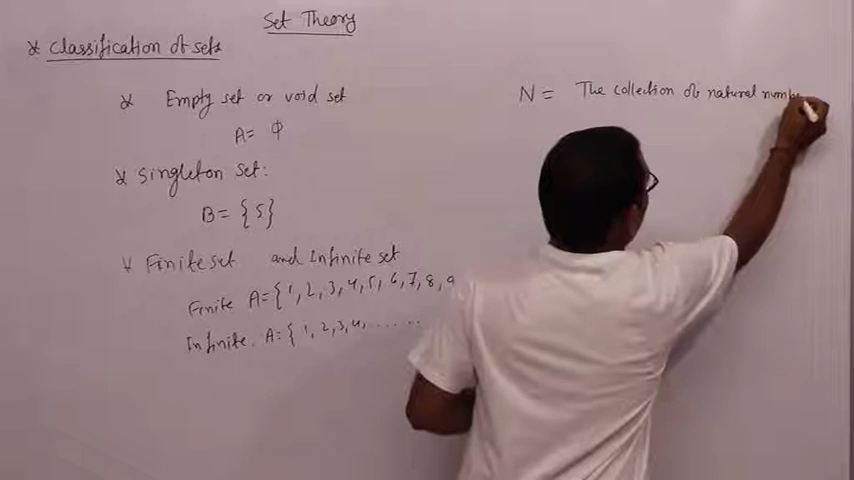 Set Theory
* Classification of sets
* Empty set or void set
A = Φ
* Singleton set:
B = {5}
* Finite set and Infinite set
Finite A = {1, 2, 3, 4, 5, 6, 7, 8, 9
Infinite. A = {1, 2, 3, 4, ......
N = The collection of natural numbe